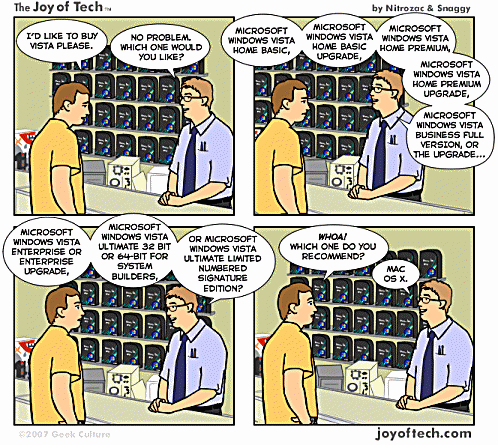 The Joy of Tech™
by Nitrozac & Snaggy
I'D LIKE TO BUY
VISTA PLEASE.
NO PROBLEM.
WHICH ONE WOULD
YOU LIKE?
MICROSOFT
WINDOWS VISTA
HOME BASIC,
MICROSOFT
WINDOWS VISTA
HOME BASIC
UPGRADE,
MICROSOFT
WINDOWS VISTA
HOME PREMIUM,
MICROSOFT
WINDOWS VISTA
HOME PREMIUM
UPGRADE,
MICROSOFT
WINDOWS VISTA
BUSINESS FULL
VERSION, OR
THE UPGRADE...
MICROSOFT
WINDOWS VISTA
ENTERPRISE OR
ENTERPRISE
UPGRADE,
MICROSOFT
WINDOWS VISTA
ULTIMATE 32 BIT
OR 64-BIT FOR
SYSTEM
BUILDERS,
OR MICROSOFT
WINDOWS VISTA
ULTIMATE LIMITED
NUMBERED
SIGNATURE
EDITION?
WHOA!
WHICH ONE DO YOU
RECOMMEND?
MAC
OS X.
©2007 Geek Culture
joyoftech.com